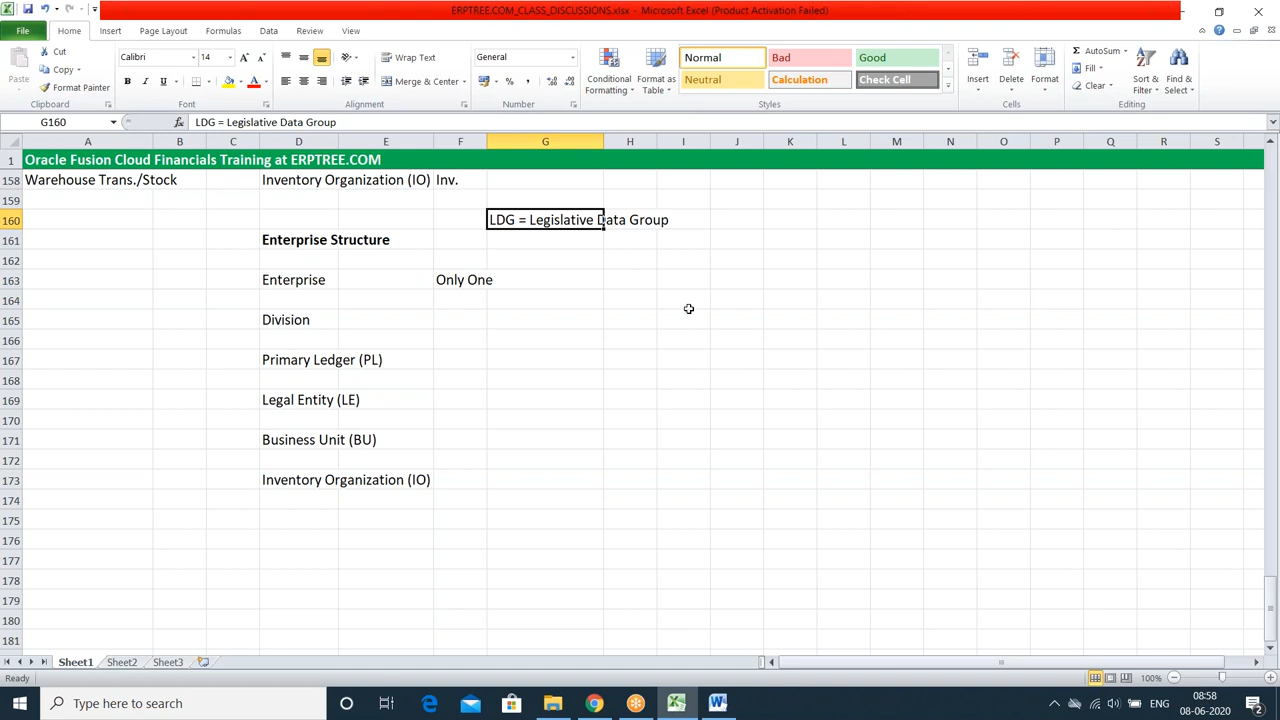 ERPTREE.COM_CLASS_DISCUSSIONS.xlsx - Microsoft Excel (Product Activation Failed)
File Home Insert Page Layout Formulas Data Review View
Paste Cut Copy Format Painter Clipboard
Calibri 14 A A B I U A Font
Wrap Text Merge & Center Alignment
General % , .0 .00 Number
Conditional Formatting Format as Table
Normal Bad Good
Neutral Calculation Check Cell
Styles
Insert Delete Format Cells
AutoSum Fill Clear Sort & Filter Find & Select Editing
G160 fx LDG = Legislative Data Group
A B C D E F G H I J K L M N O P Q R S
1 Oracle Fusion Cloud Financials Training at ERPTREE.COM
158 Warehouse Trans./Stock Inventory Organization (IO) Inv.
159
160 LDG = Legislative Data Group
161 Enterprise Structure
162
163 Enterprise Only One
164
165 Division
166
167 Primary Ledger (PL)
168
169 Legal Entity (LE)
170
171 Business Unit (BU)
172
173 Inventory Organization (IO)
174
175
176
177
178
179
180
181
Sheet1 Sheet2 Sheet3
Ready 100%
Type here to search
ENG
08:58
08-06-2020
2